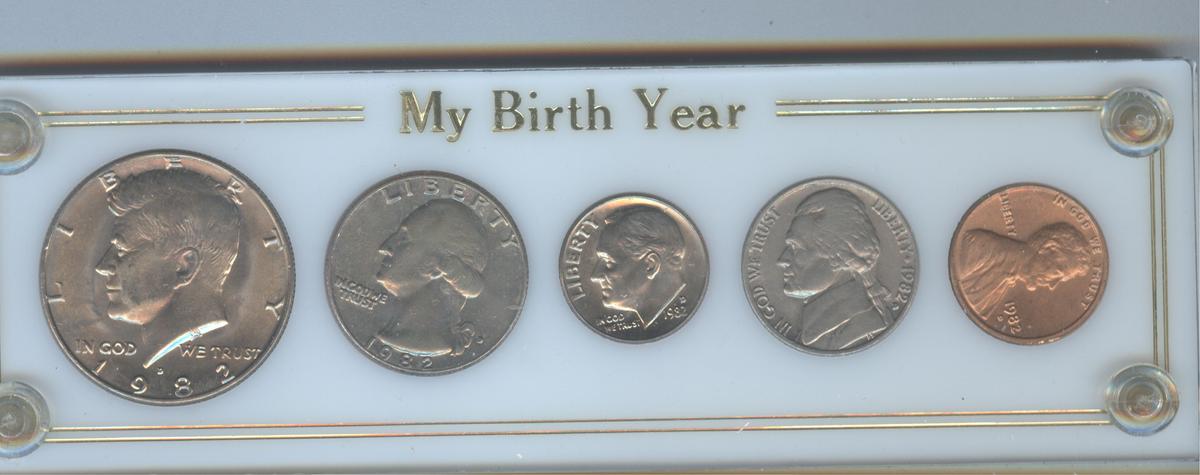 My Birth Year
LIBERTY
IN GOD WE TRUST
D
1982
LIBERTY
IN GOD WE
TRUST
1982
LIBERTY
IN GOD
WE TRUST
D
1982
IN GOD WE TRUST
LIBERTY · 1982
IN GOD WE TRUST
LIBERTY
1982